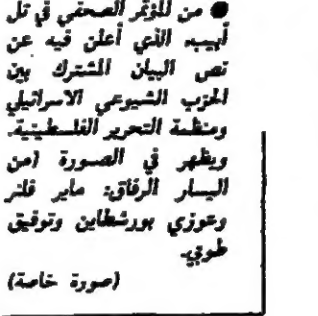 ● من المؤتمر الصحفي في تل
أبيب، الذي أعلن فيه عن
نص البيان المشترك بين
الحزب الشيوعي الاسرائيلي
ومنظمة التحرير الفلسطينية.
ويظهر في الصورة (من
اليسار الرفاق: ماير فلنر
وعوزي بورشطاين وتوفيق
طوبي.
(صورة خاصة)